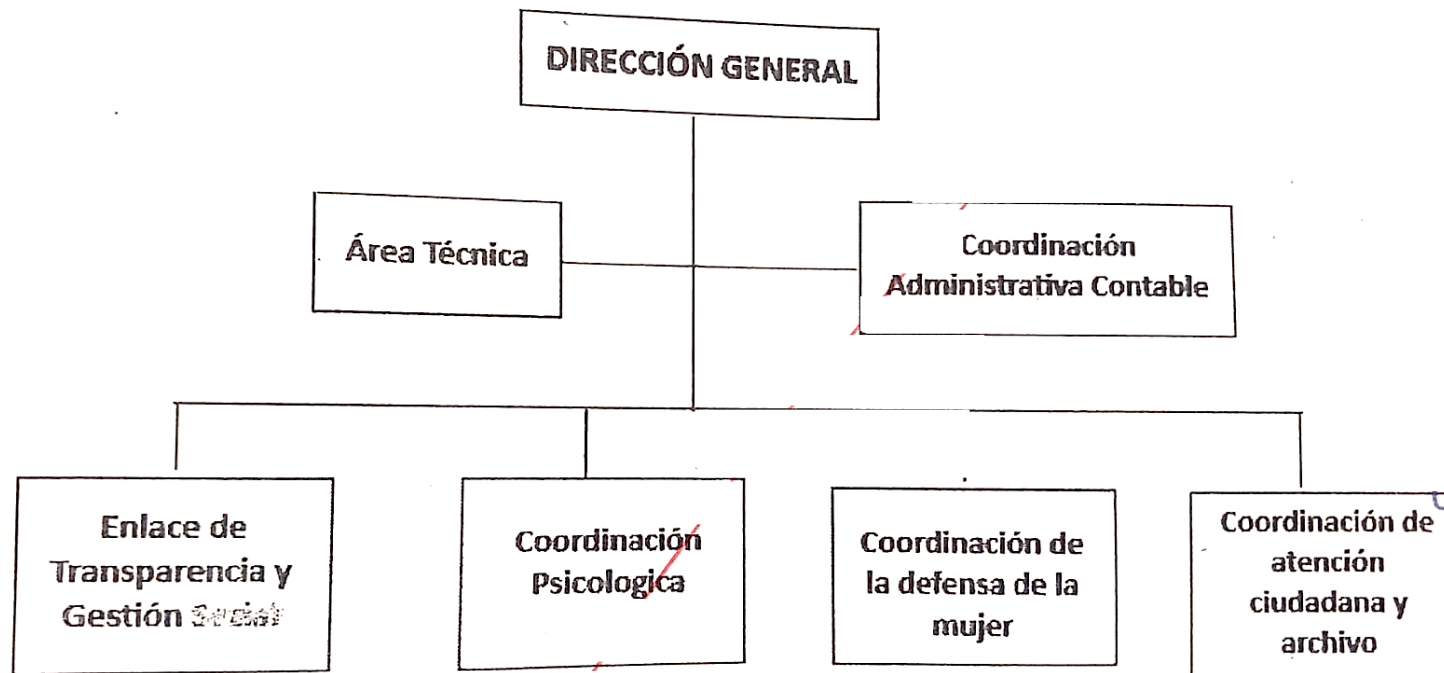 DIRECCIÓN GENERAL
Área Técnica
Coordinación
Administrativa Contable
Enlace de
Transparencia y
Gestión Social
Coordinación
Psicologica
Coordinación de
la defensa de la
mujer
Coordinación de
atención
ciudadana y
archivo